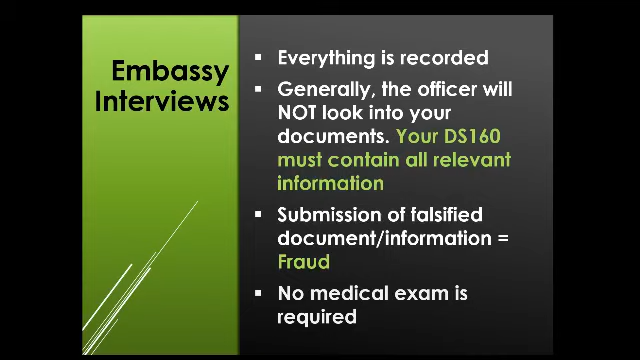 Embassy
Interviews
▪ Everything is recorded
▪ Generally, the officer will
NOT look into your
documents. Your DS160
must contain all relevant
information
▪ Submission of falsified
document/information =
Fraud
▪ No medical exam is
required